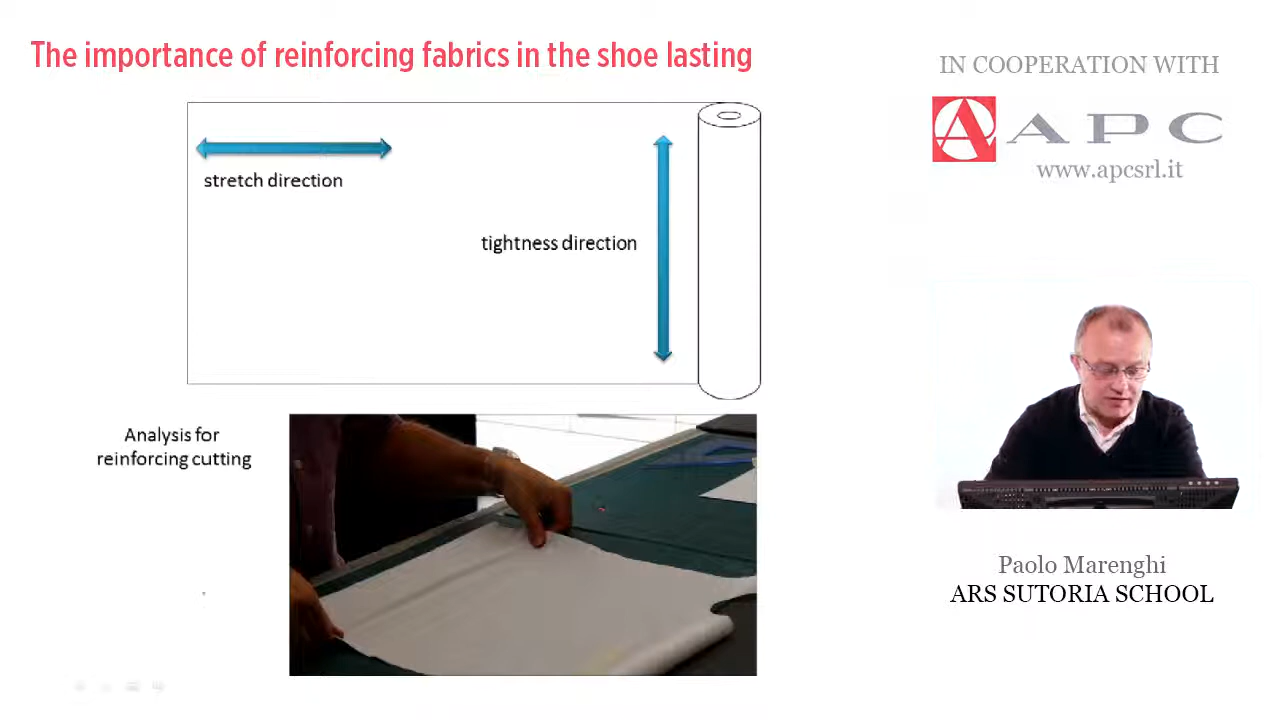 The importance of reinforcing fabrics in the shoe lasting
IN COOPERATION WITH
APC
www.apcsrl.it
stretch direction
tightness direction
Analysis for
reinforcing cutting
Paolo Marenghi
ARS SUTORIA SCHOOL